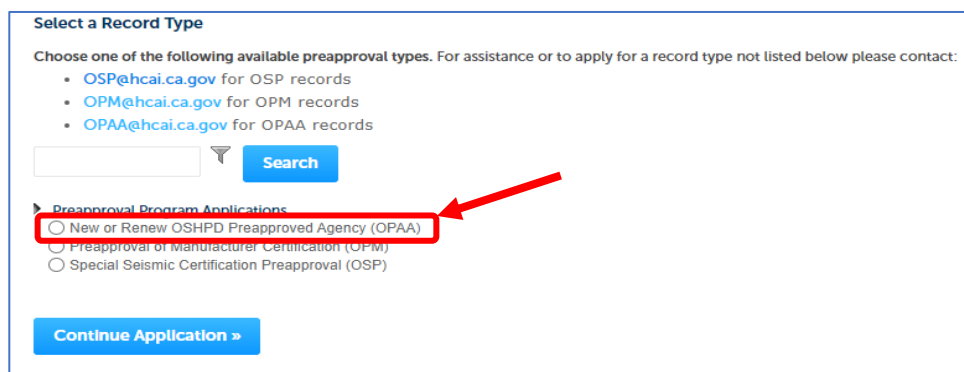 Select a Record Type
Choose one of the following available preapproval types. For assistance or to apply for a record type not listed below please contact:
• OSP@hcai.ca.gov for OSP records
• OPM@hcai.ca.gov for OPM records
• OPAA@hcai.ca.gov for OPAA records
Search
Preapproval Program Applications
New or Renew OSHPD Preapproved Agency (OPAA)
Preapproval of Manufacturer Certification (OPM)
Special Seismic Certification Preapproval (OSP)
Continue Application »